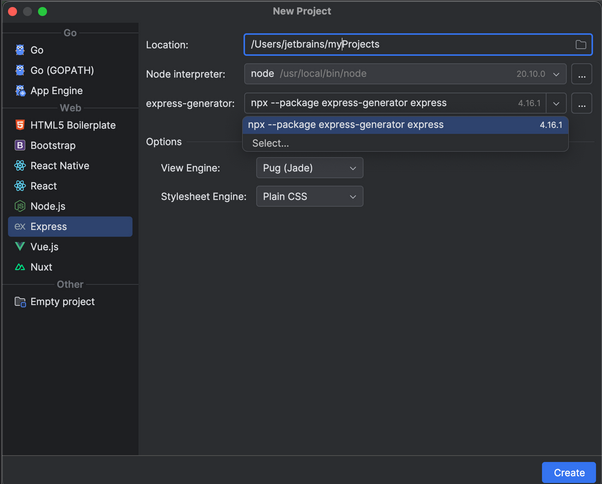 New Project
Go
Go
Go (GOPATH)
App Engine
Web
HTML5 Boilerplate
Bootstrap
React Native
React
Node.js
ex Express
Vue.js
Nuxt
Other
Empty project
Location: /Users/jetbrains/myProjects
Node interpreter: node /usr/local/bin/node 20.10.0 ...
express-generator: npx --package express-generator express 4.16.1 ...
npx --package express-generator express 4.16.1
Select...
Options
View Engine: Pug (Jade)
Stylesheet Engine: Plain CSS
Create